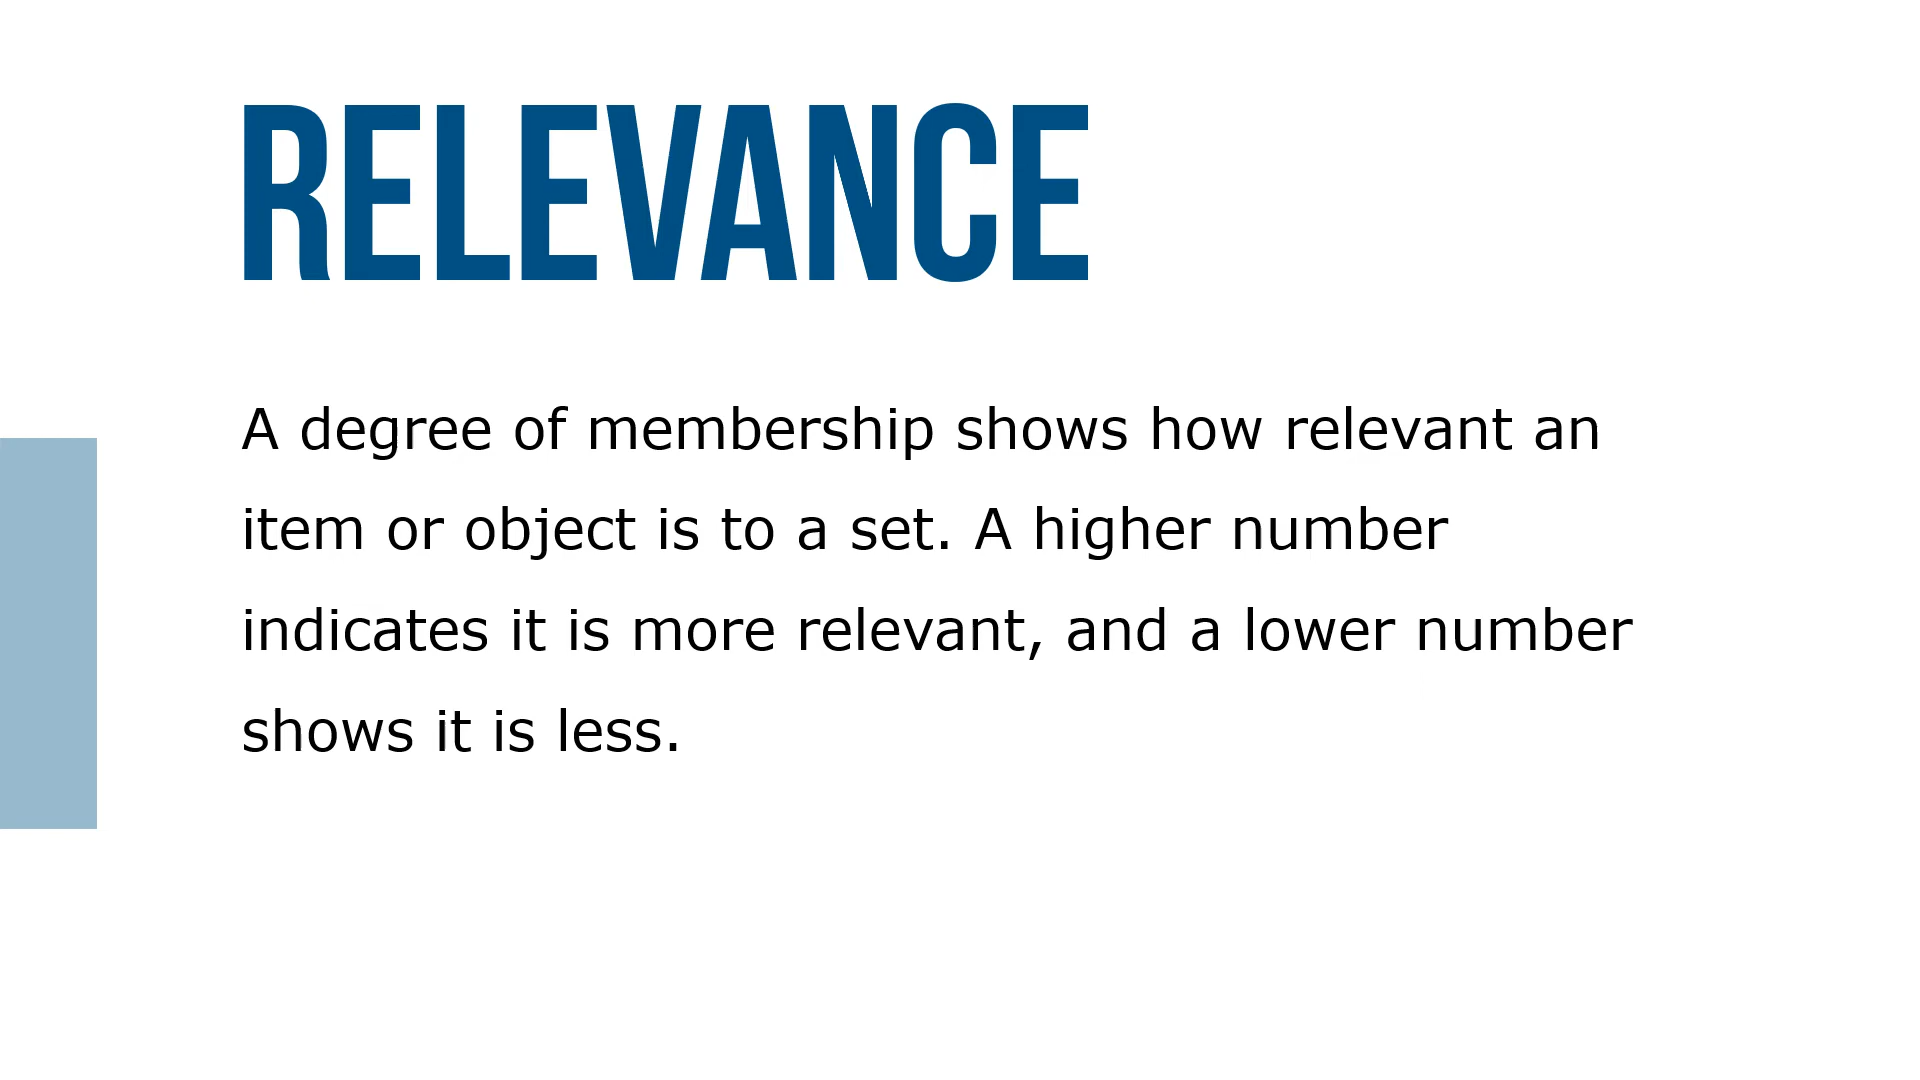 RELEVANCE
A degree of membership shows how relevant an
item or object is to a set. A higher number
indicates it is more relevant, and a lower number
shows it is less.